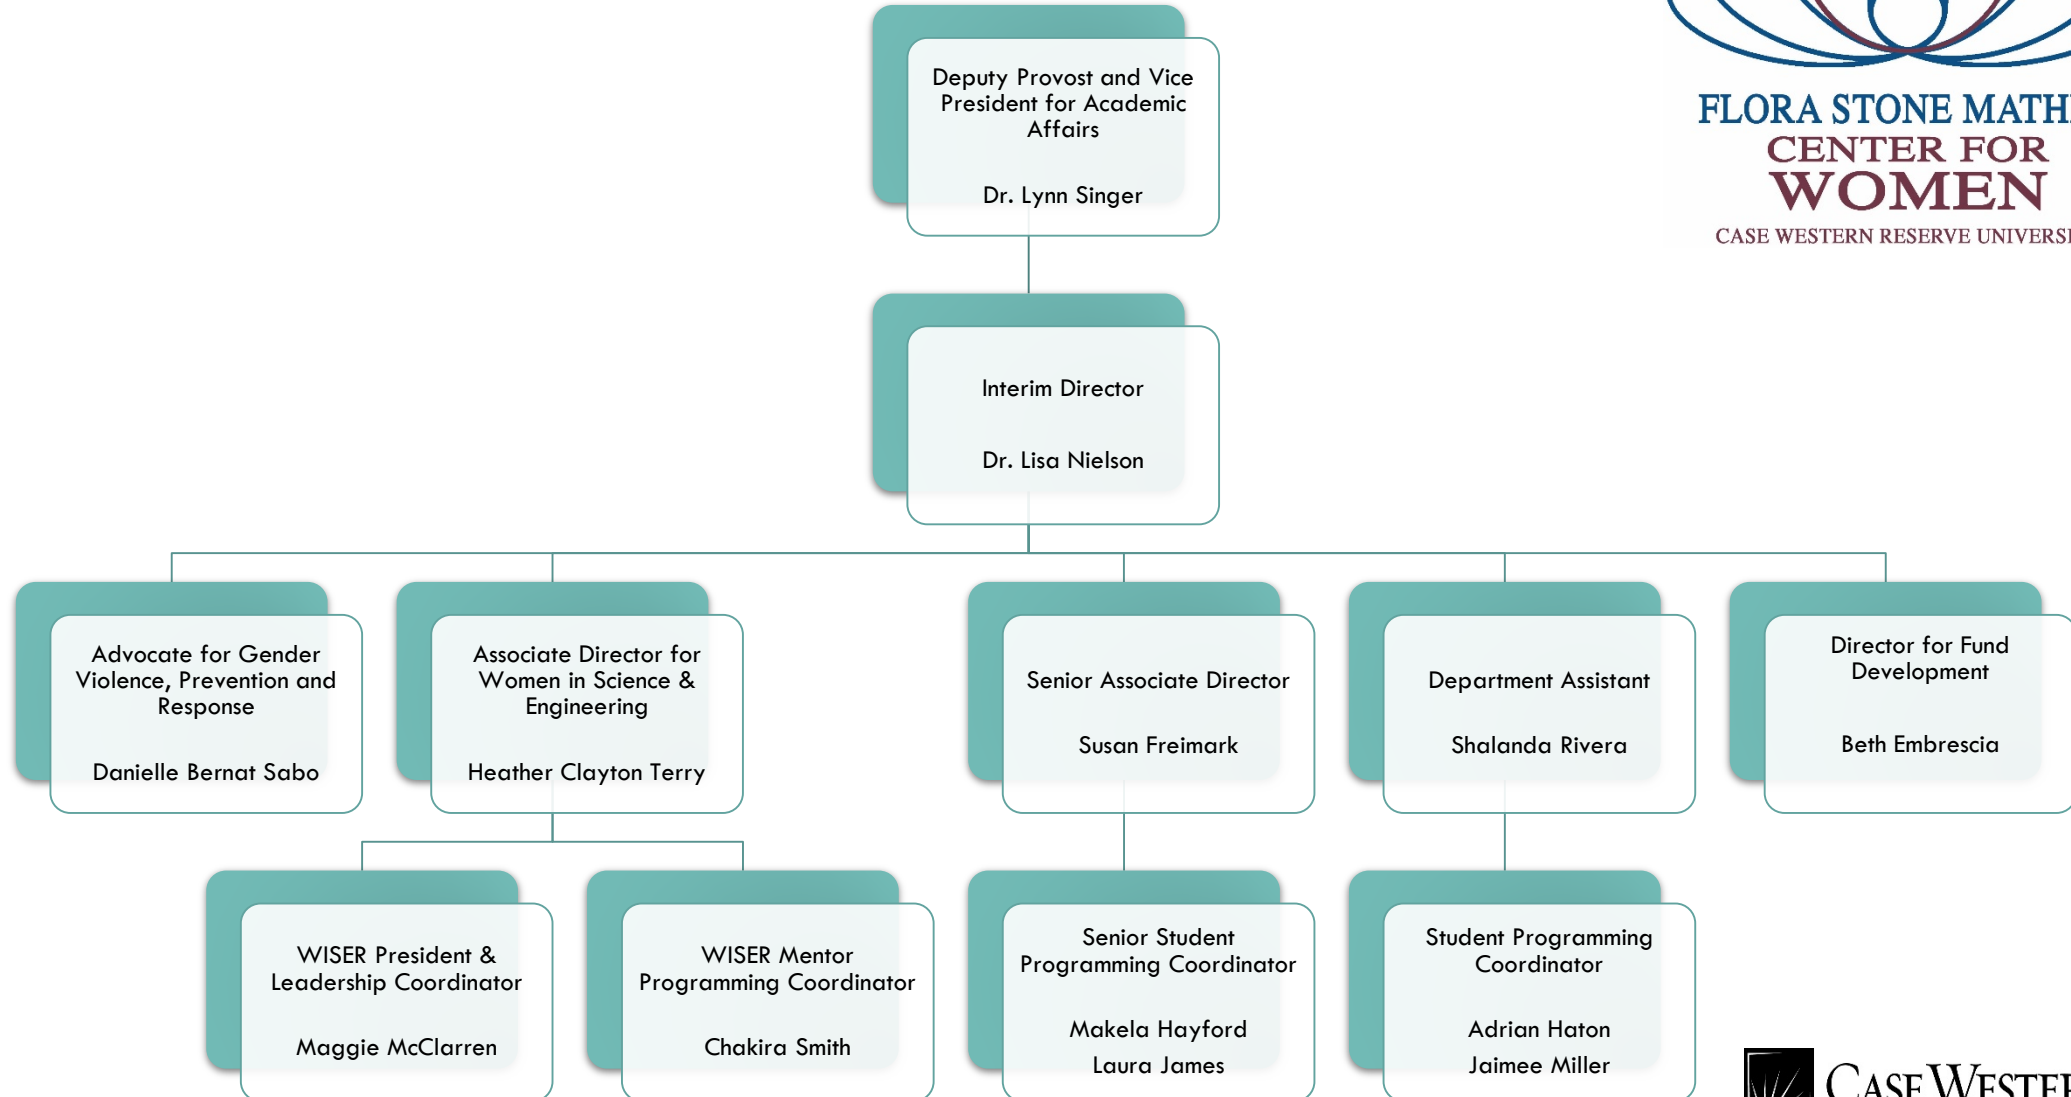 Deputy Provost and Vice
President for Academic
Affairs
Dr. Lynn Singer
FLORA STONE MATH
CENTER FOR
WOMEN
CASE WESTERN RESERVE UNIVERSI
Interim Director
Dr. Lisa Nielson
Advocate for Gender
Violence, Prevention and
Response
Danielle Bernat Sabo
Associate Director for
Women in Science &
Engineering
Heather Clayton Terry
Senior Associate Director
Susan Freimark
Department Assistant
Shalanda Rivera
Director for Fund
Development
Beth Embrescia
WISER President &
Leadership Coordinator
Maggie McClarren
WISER Mentor
Programming Coordinator
Chakira Smith
Senior Student
Programming Coordinator
Makela Hayford
Laura James
Student Programming
Coordinator
Adrian Haton
Jaimee Miller
CASE WESTER